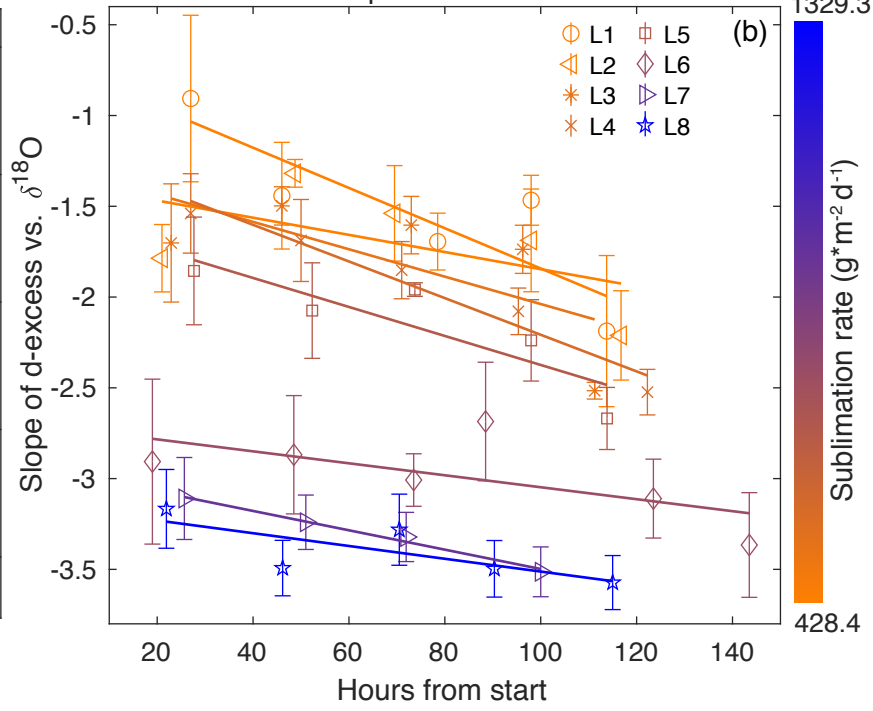 1329.3
(b)
L1
L2
L3
L4
L5
L6
L7
L8
-0.5
-1
-1.5
-2
-2.5
-3
-3.5
Slope of d-excess vs. δ¹⁸O
20
40
60
80
100
120
140
Hours from start
Sublimation rate (g*m⁻² d⁻¹)
428.4